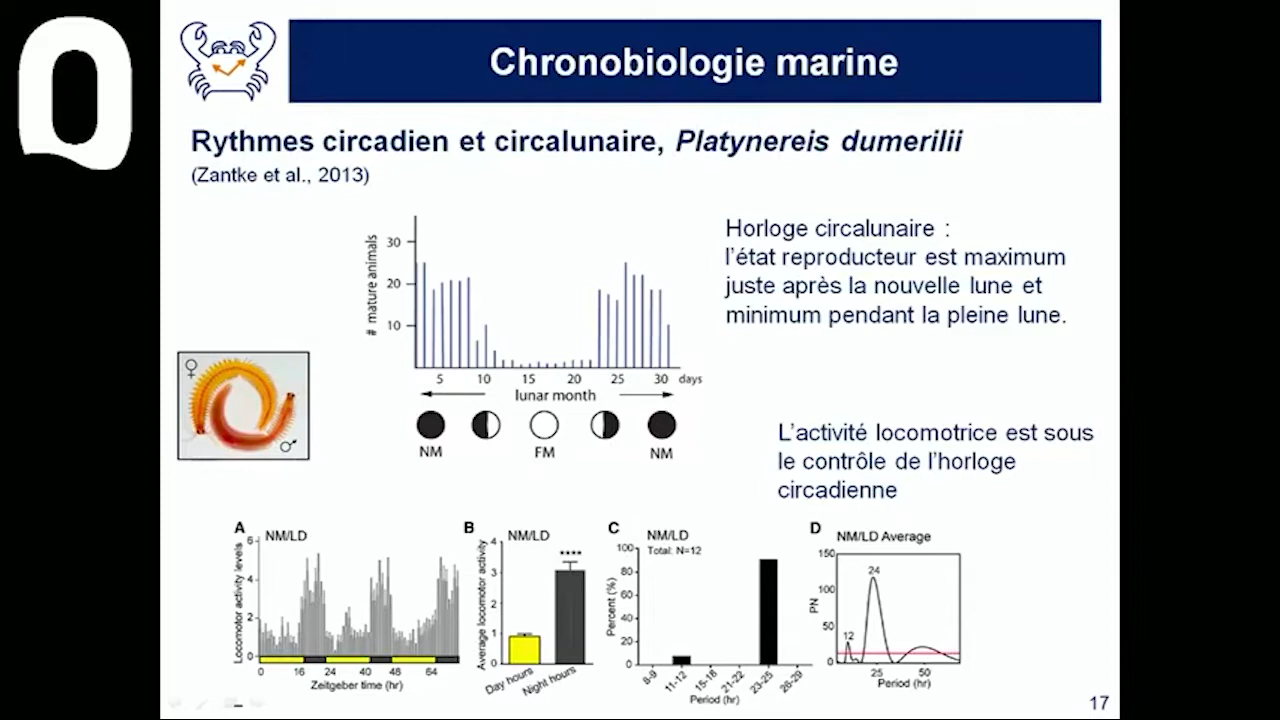 Chronobiologie marine
Rythmes circadien et circalunaire, Platynereis dumerilii
(Zantke et al., 2013)
# mature animals
30
20
10
5 10 15 20 25 30 days
lunar month
NM FM NM
Horloge circalunaire :
l'état reproducteur est maximum
juste après la nouvelle lune et
minimum pendant la pleine lune.
♀
♂
L'activité locomotrice est sous
le contrôle de l'horloge
circadienne
A NM/LD
Locomotor activity levels
6
4
2
0
0 16 24 40 48 64
Zeitgeber time (hr)
B NM/LD
Average locomotor activity
4
3
2
1
0
****
Day hours Night hours
C NM/LD
Total: N=12
Percent (%)
100
80
60
40
20
0
8-9 11-12 15-18 21-22 23-25 26-29
Period (hr)
D NM/LD Average
PN
150
100
50
0
12
24
25 50
Period (hr)
17